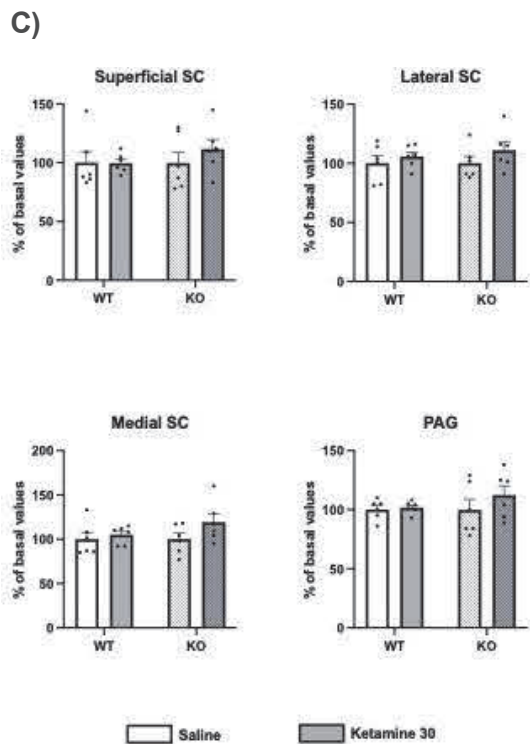 C)
Superficial SC
Lateral SC
% of basal values
150
100
50
0
WT
KO
% of basal values
150
100
50
0
WT
KO
Medial SC
PAG
% of basal values
200
150
100
50
0
WT
KO
% of basal values
150
100
50
0
WT
KO
Saline
Ketamine 30